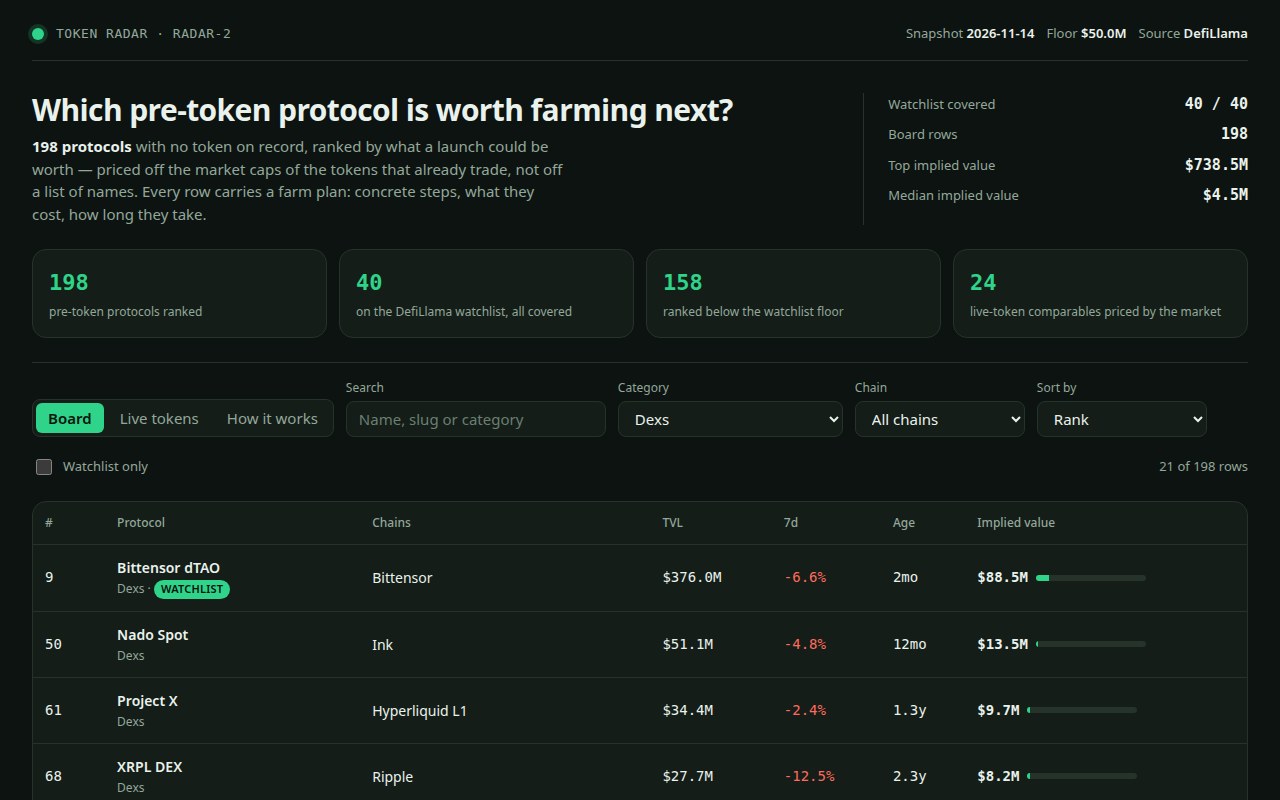 TOKEN RADAR · RADAR-2
Snapshot 2026-11-14 Floor $50.0M Source DefiLlama
Which pre-token protocol is worth farming next?
198 protocols with no token on record, ranked by what a launch could be
worth — priced off the market caps of the tokens that already trade, not off
a list of names. Every row carries a farm plan: concrete steps, what they
cost, how long they take.
Watchlist covered 40 / 40
Board rows 198
Top implied value $738.5M
Median implied value $4.5M
198
pre-token protocols ranked
40
on the DefiLlama watchlist, all covered
158
ranked below the watchlist floor
24
live-token comparables priced by the market
Board Live tokens How it works
Search
Name, slug or category
Category
Dexs
Chain
All chains
Sort by
Rank
Watchlist only
21 of 198 rows
# Protocol Chains TVL 7d Age Implied value
9 Bittensor dTAO Bittensor $376.0M -6.6% 2mo $88.5M
Dexs · WATCHLIST
50 Nado Spot Ink $51.1M -4.8% 12mo $13.5M
Dexs
61 Project X Hyperliquid L1 $34.4M -2.4% 1.3y $9.7M
Dexs
68 XRPL DEX Ripple $27.7M -12.5% 2.3y $8.2M
Dexs